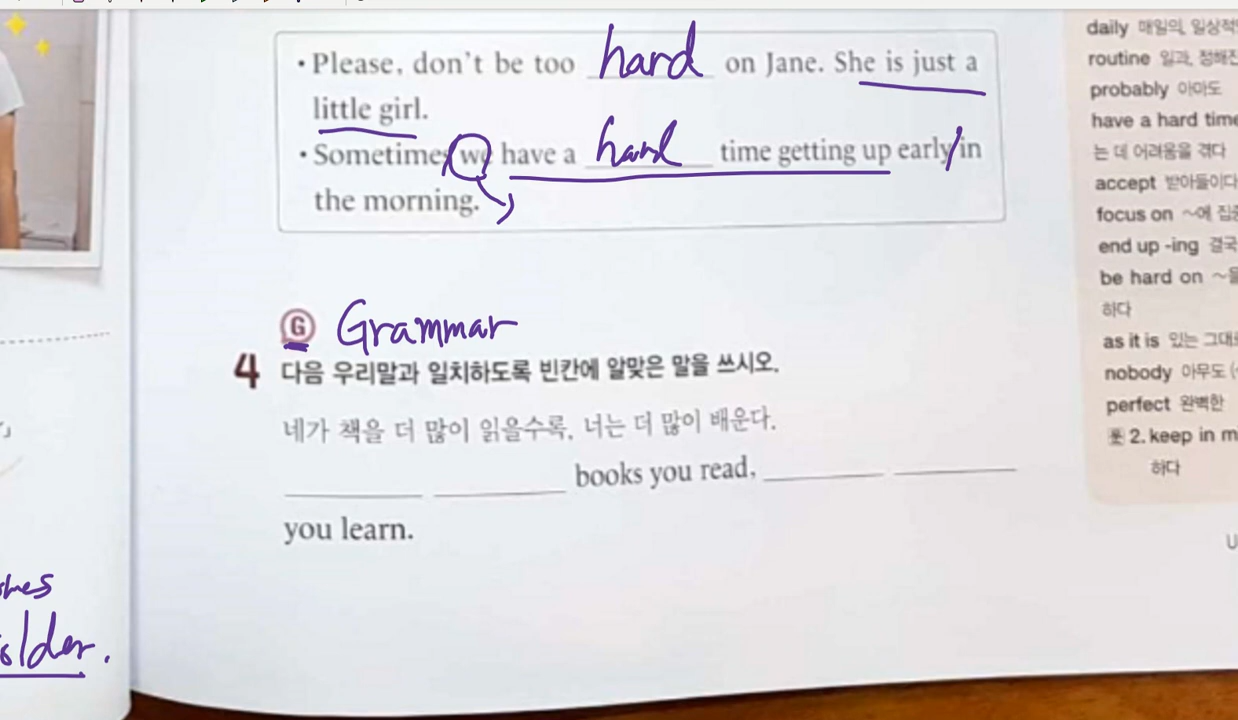 • Please, don't be too hard on Jane. She is just a
little girl.
• Sometimes we have a hard time getting up early in
the morning.
G Grammar
4 다음 우리말과 일치하도록 빈칸에 알맞은 말을 쓰시오.
네가 책을 더 많이 읽을수록, 너는 더 많이 배운다.
books you read,
you learn.
older.
daily 매일의, 일상적
routine 일과, 정해진
probably 아마도
have a hard time
는 데 어려움을 겪다
accept 받아들이다
focus on ~에 집중
end up -ing 결국
be hard on ~을
하다
as it is 있는 그대로
nobody 아무도
perfect 완벽한
2. keep in m
하다
U